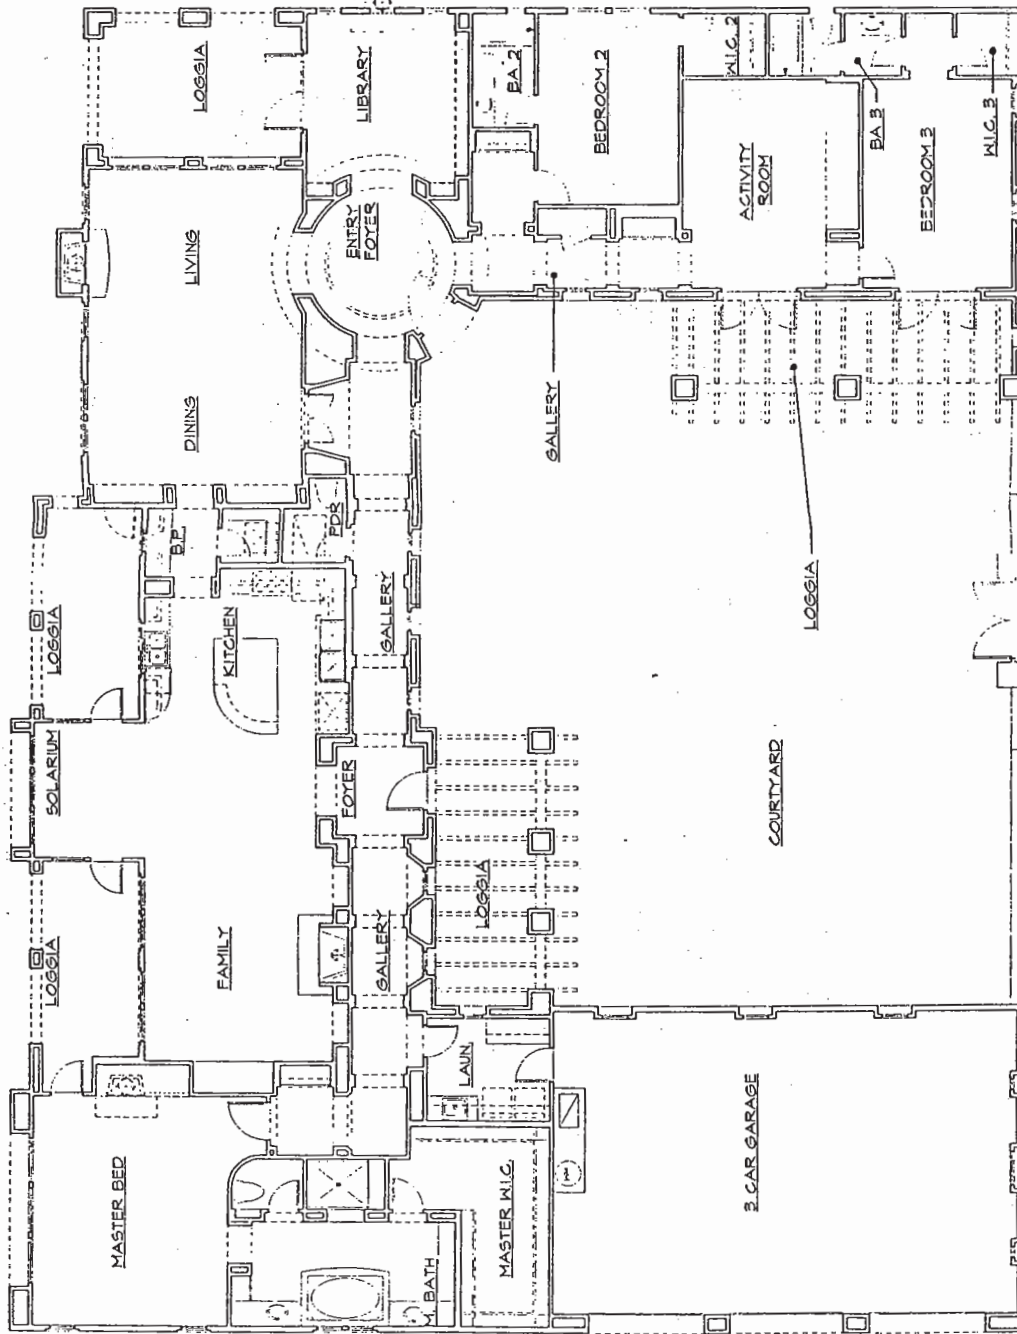 LOGGIA
LIBRARY
BA 2
BEDROOM 2
W.I.C. 2
BA 3
W.I.C. 3
BEDROOM 3
ACTIVITY
ROOM
LIVING
ENTRY
FOYER
GALLERY
DINING
LOGGIA
B.P.
PDR
LOGGIA
KITCHEN
GALLERY
SOLARIUM
FOYER
COURTYARD
LOGGIA
FAMILY
GALLERY
LOGGIA
LAUN.
MASTER BED
M. BATH
MASTER W.I.C.
3 CAR GARAGE